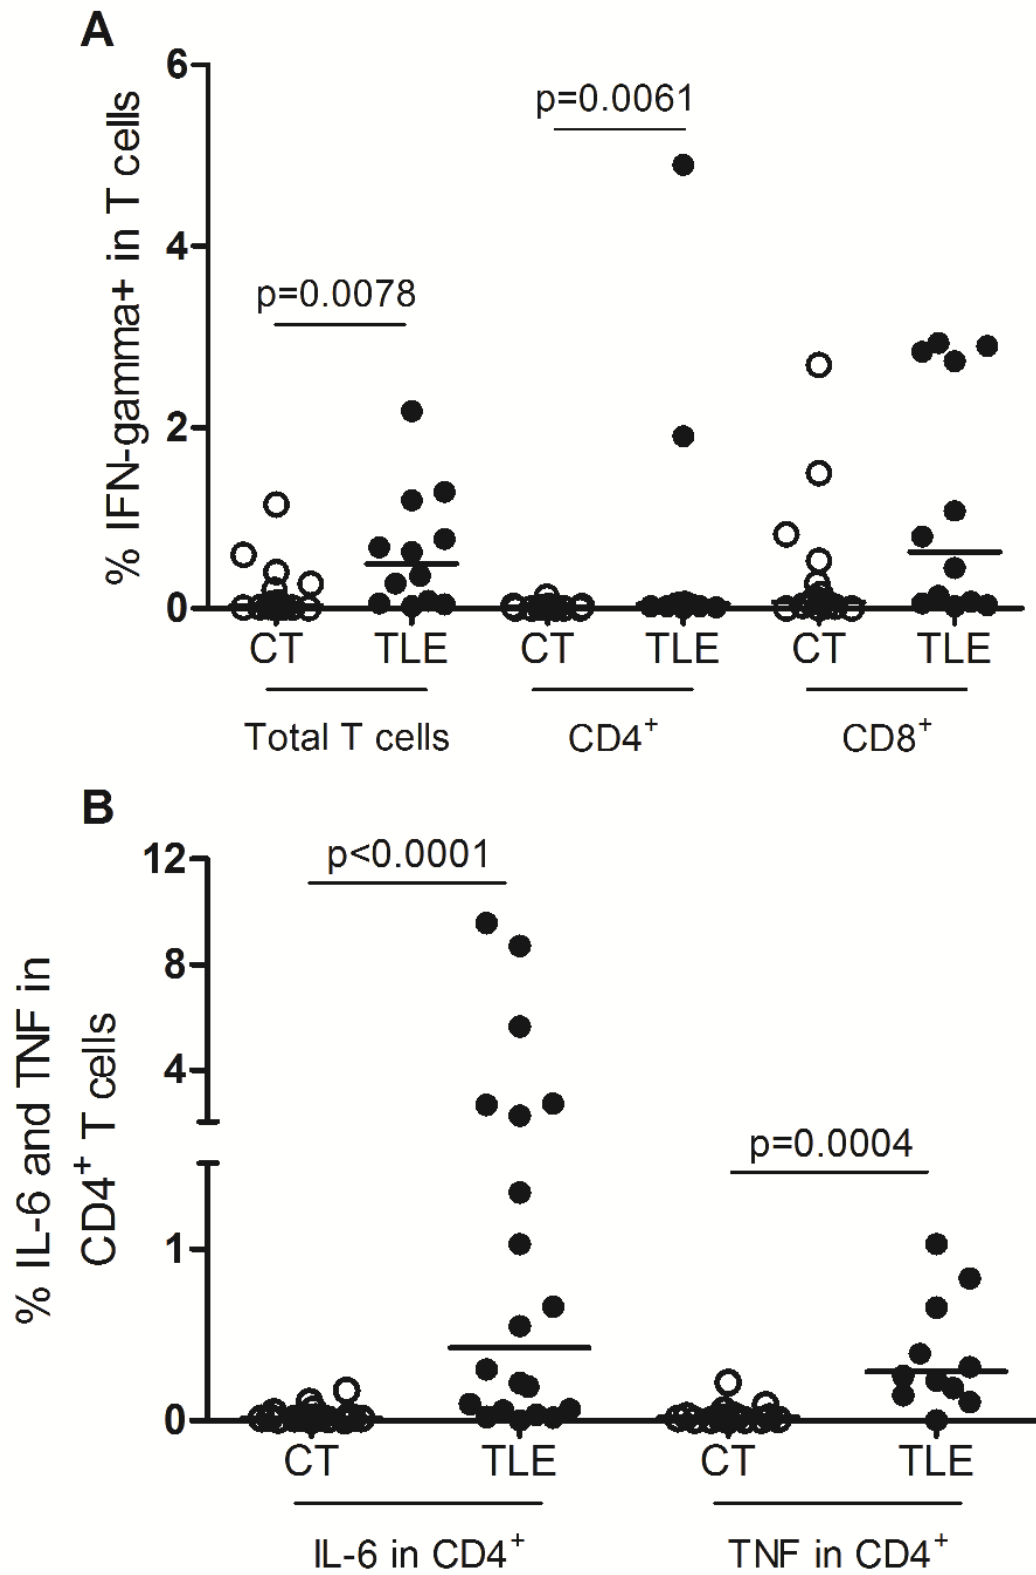 A
% IFN-gamma+ in T cells
6
4
2
0
p=0.0078
p=0.0061
CT TLE CT TLE CT TLE
Total T cells CD4⁺ CD8⁺
B
% IL-6 and TNF in
CD4⁺ T cells
12
8
4
1
0
p<0.0001
p=0.0004
CT TLE CT TLE
IL-6 in CD4⁺ TNF in CD4⁺